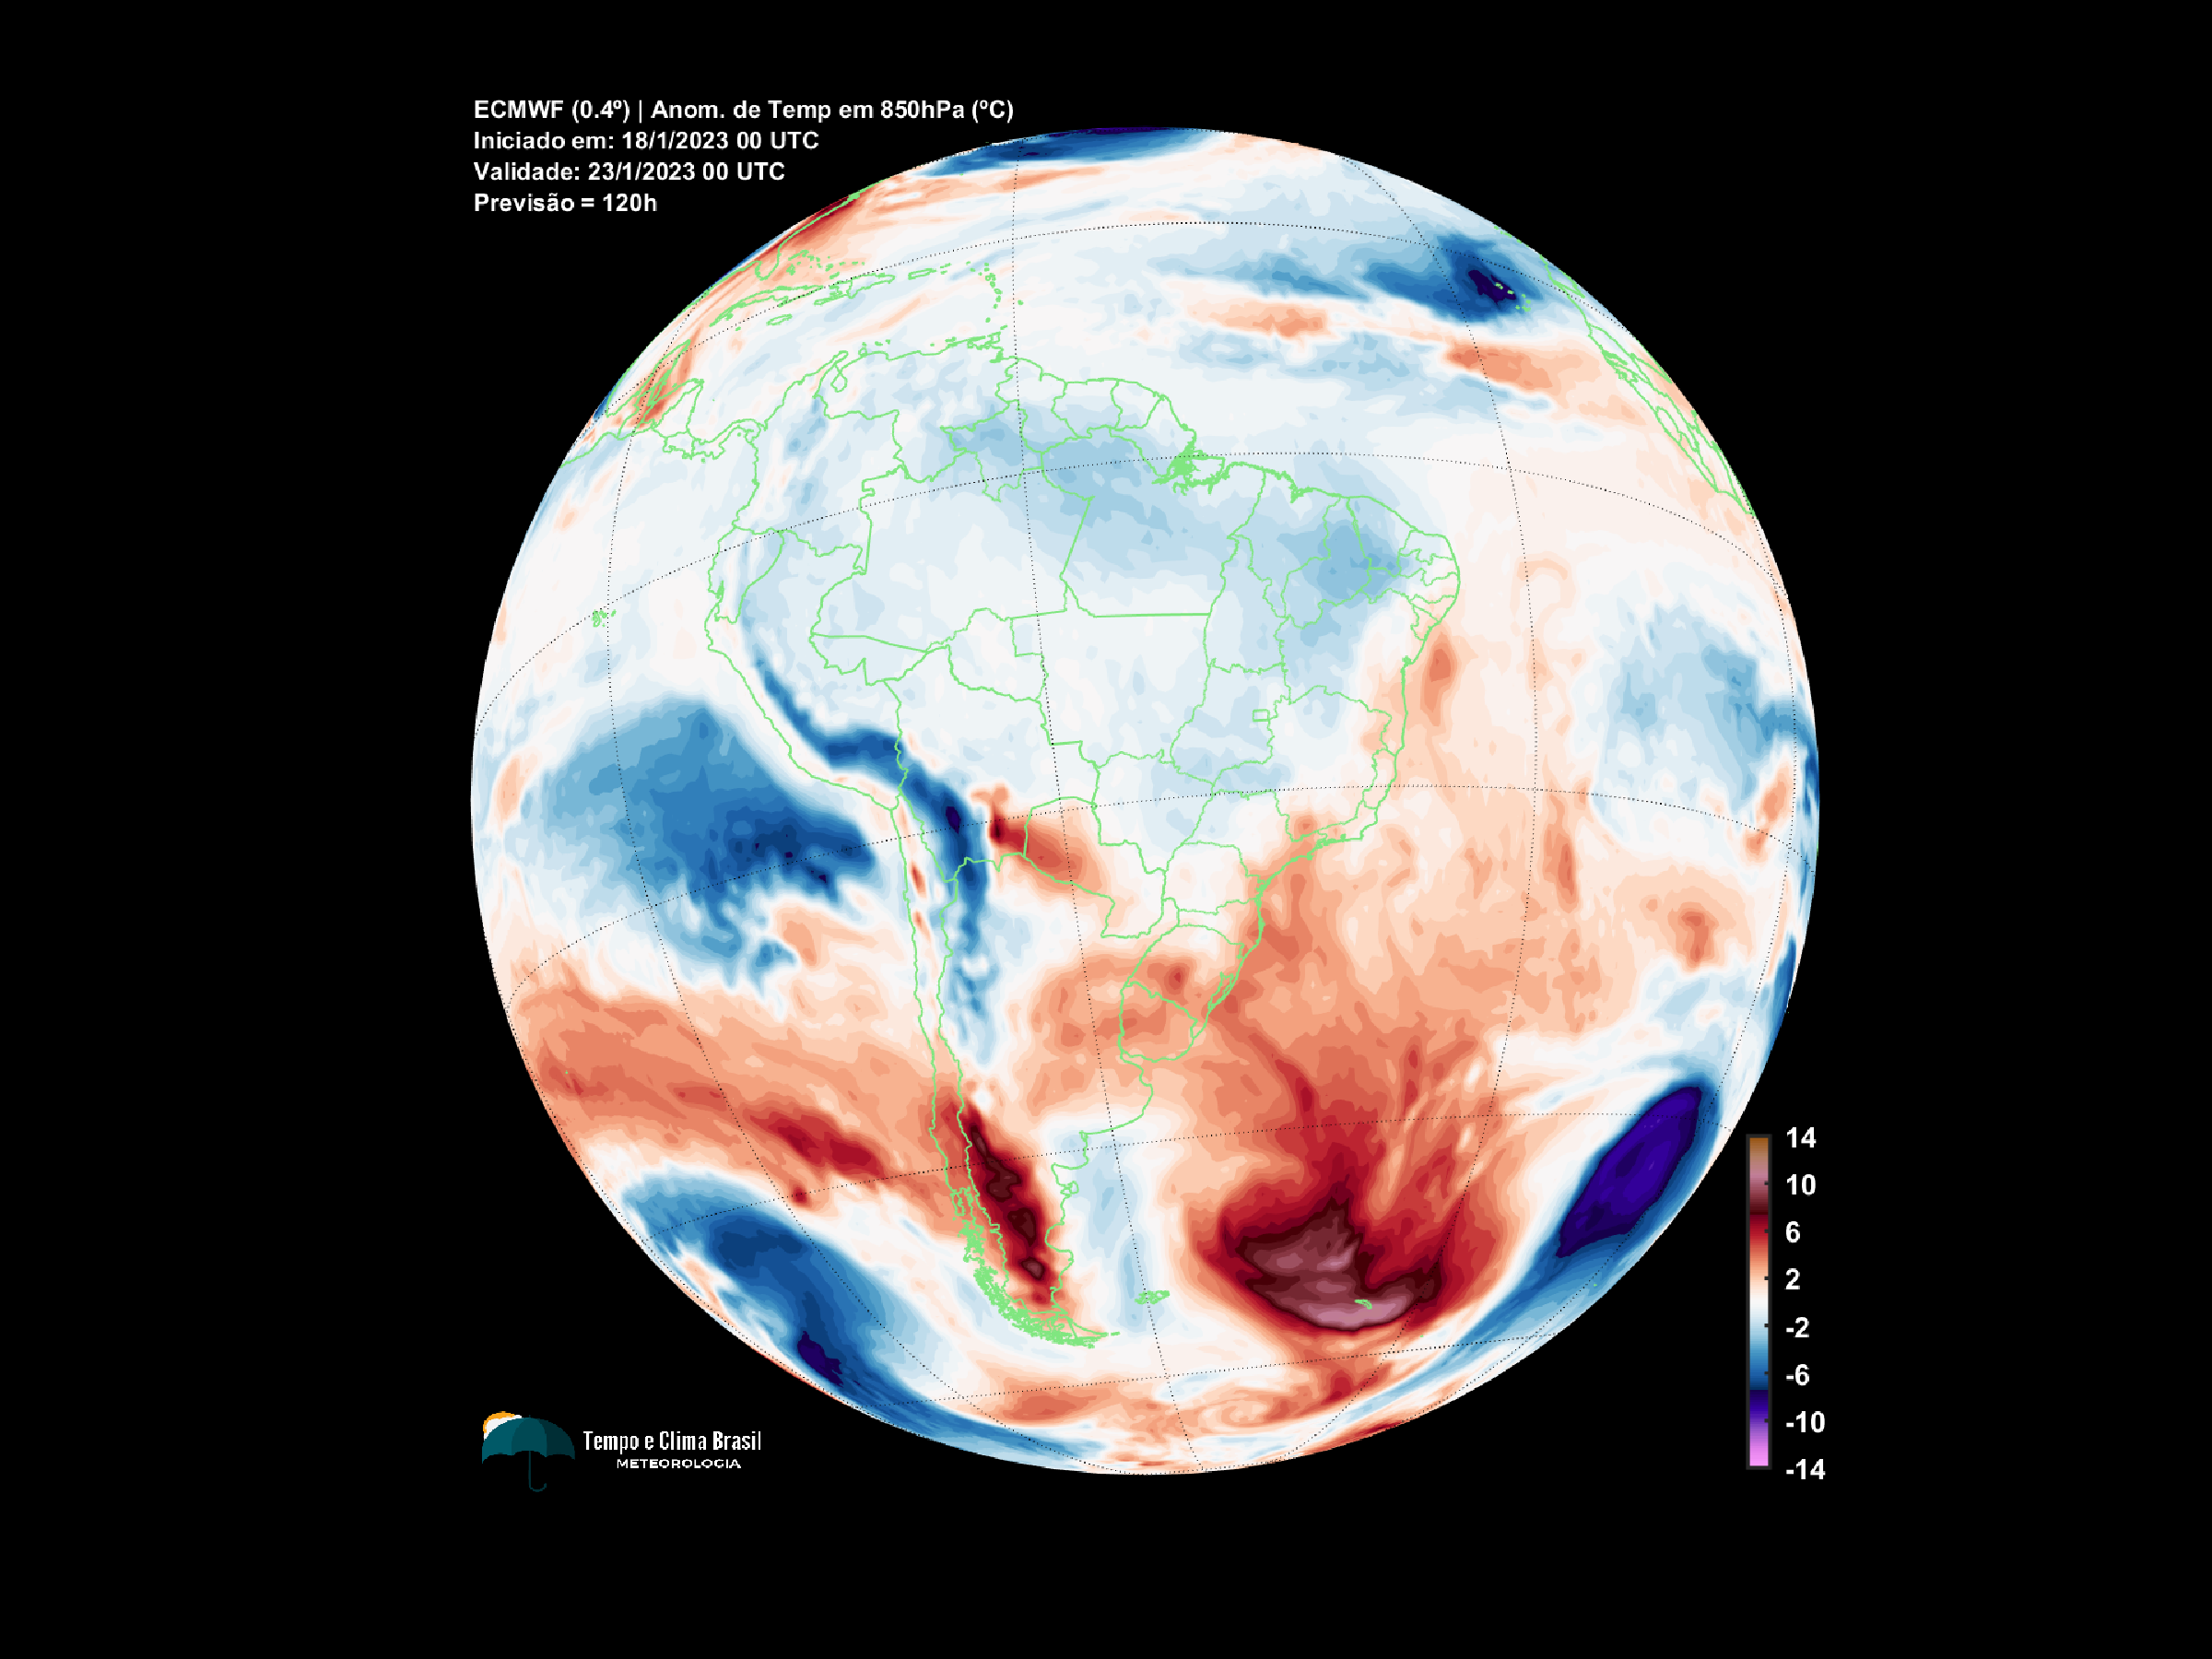 ECMWF (0.4º) | Anom. de Temp em 850hPa (ºC)
Iniciado em: 18/1/2023 00 UTC
Validade: 23/1/2023 00 UTC
Previsão = 120h
14
10
6
2
-2
-6
-10
-14
Tempo e Clima Brasil
METEOROLOGIA